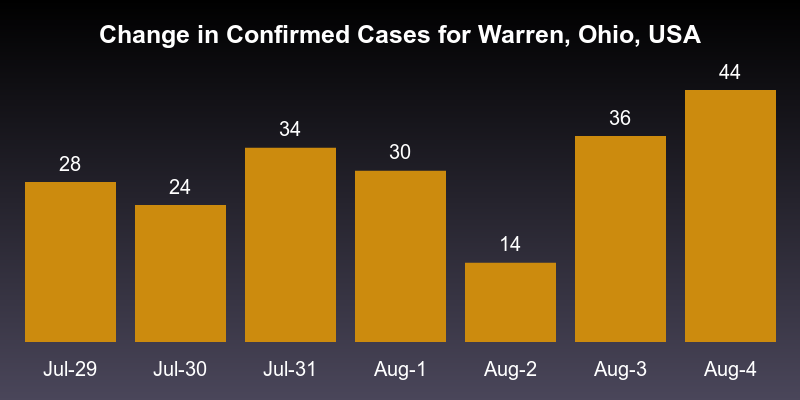 Change in Confirmed Cases for Warren, Ohio, USA
28
24
34
30
14
36
44
Jul-29
Jul-30
Jul-31
Aug-1
Aug-2
Aug-3
Aug-4